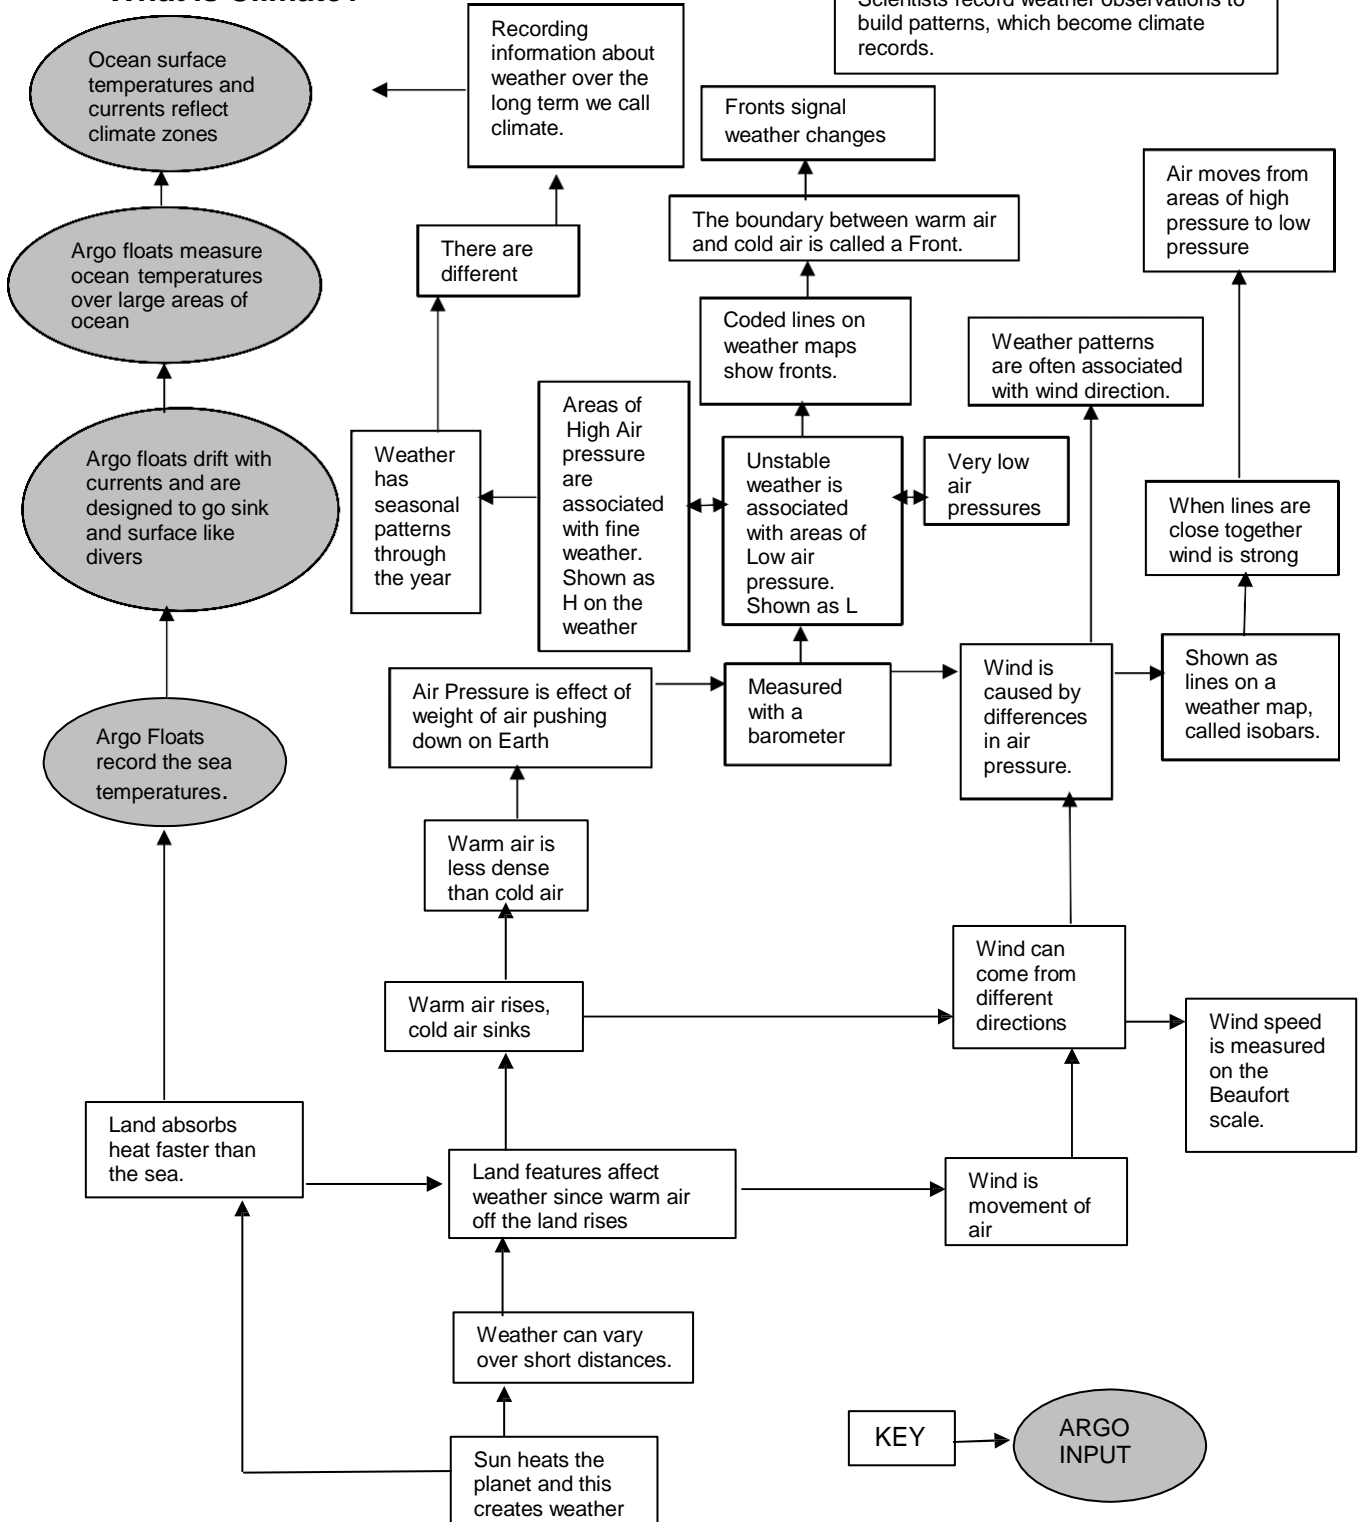 What is Climate?
Scientists record weather observations to
build patterns, which become climate
records.
Ocean surface
temperatures and
currents reflect
climate zones
Recording
information about
weather over the
long term we call
climate.
Fronts signal
weather changes
Air moves from
areas of high
pressure to low
pressure
The boundary between warm air
and cold air is called a Front.
Argo floats measure
ocean temperatures
over large areas of
ocean
There are
different
Coded lines on
weather maps
show fronts.
Weather patterns
are often associated
with wind direction.
Argo floats drift with
currents and are
designed to go sink
and surface like
divers
Weather
has
seasonal
patterns
through
the year
Areas of
High Air
pressure
are
associated
with fine
weather.
Shown as
H on the
weather
Unstable
weather is
associated
with areas of
Low air
pressure.
Shown as L
Very low
air
pressures
When lines are
close together
wind is strong
Argo Floats
record the sea
temperatures.
Air Pressure is effect of
weight of air pushing
down on Earth
Measured
with a
barometer
Wind is
caused by
differences
in air
pressure.
Shown as
lines on a
weather map,
called isobars.
Warm air is
less dense
than cold air
Warm air rises,
cold air sinks
Wind can
come from
different
directions
Wind speed
is measured
on the
Beaufort
scale.
Land absorbs
heat faster than
the sea.
Land features affect
weather since warm air
off the land rises
Wind is
movement of
air
Weather can vary
over short distances.
Sun heats the
planet and this
creates weather
KEY
ARGO
INPUT